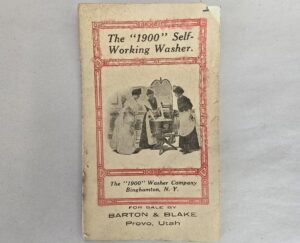 The "1900" Self-
Working Washer.
The "1900" Washer Company
Binghamton, N. Y.
FOR SALE BY
BARTON & BLAKE
Provo, Utah